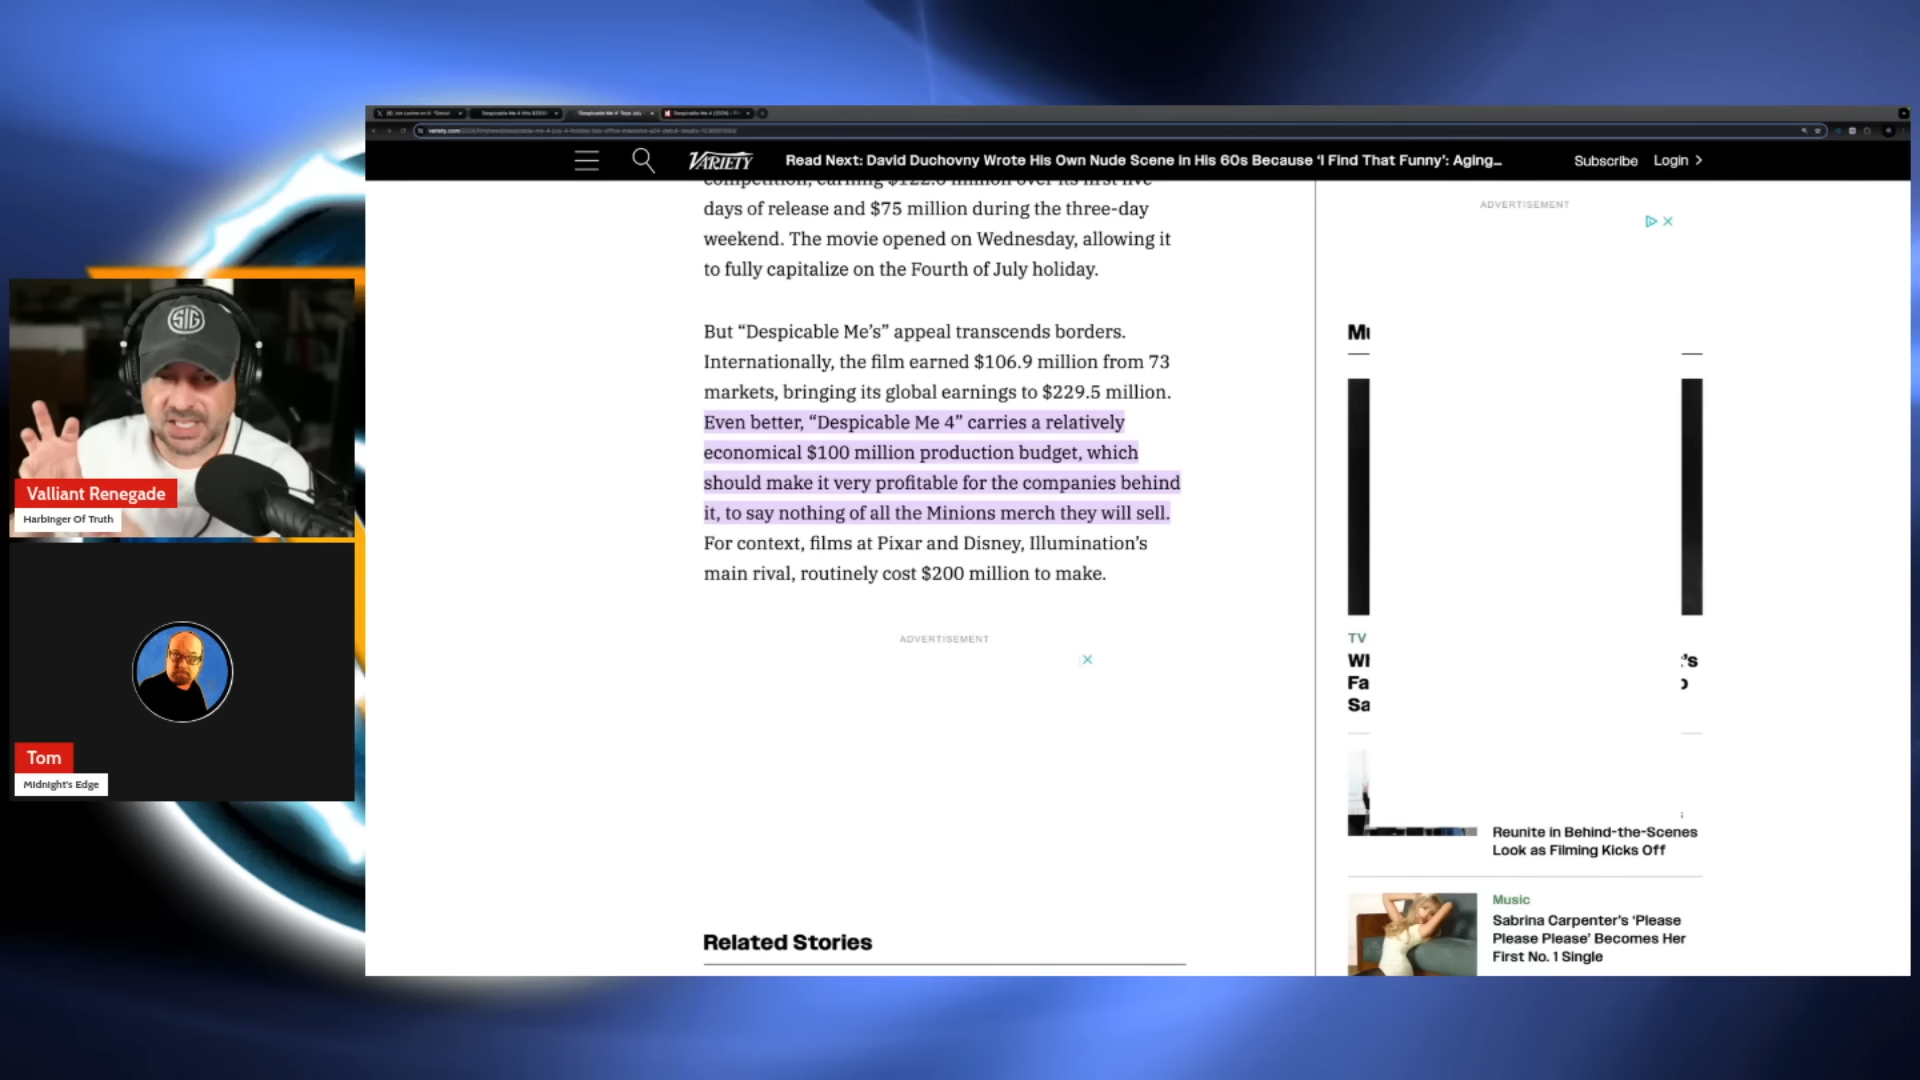 'Despicable Me 4' Tops July
VARIETY
Read Next: David Duchovny Wrote His Own Nude Scene in His 60s Because ‘I Find That Funny’: Aging...
Subscribe
Login
days of release and $75 million during the three-day
weekend. The movie opened on Wednesday, allowing it
to fully capitalize on the Fourth of July holiday.
But “Despicable Me’s” appeal transcends borders.
Internationally, the film earned $106.9 million from 73
markets, bringing its global earnings to $229.5 million.
Even better, “Despicable Me 4” carries a relatively
economical $100 million production budget, which
should make it very profitable for the companies behind
it, to say nothing of all the Minions merch they will sell.
For context, films at Pixar and Disney, Illumination’s
main rival, routinely cost $200 million to make.
ADVERTISEMENT
Related Stories
ADVERTISEMENT
TV
Reunite in Behind-the-Scenes
Look as Filming Kicks Off
Music
Sabrina Carpenter’s ‘Please
Please Please’ Becomes Her
First No. 1 Single
SIG
Valliant Renegade
Harbinger Of Truth
Tom
Midnight's Edge